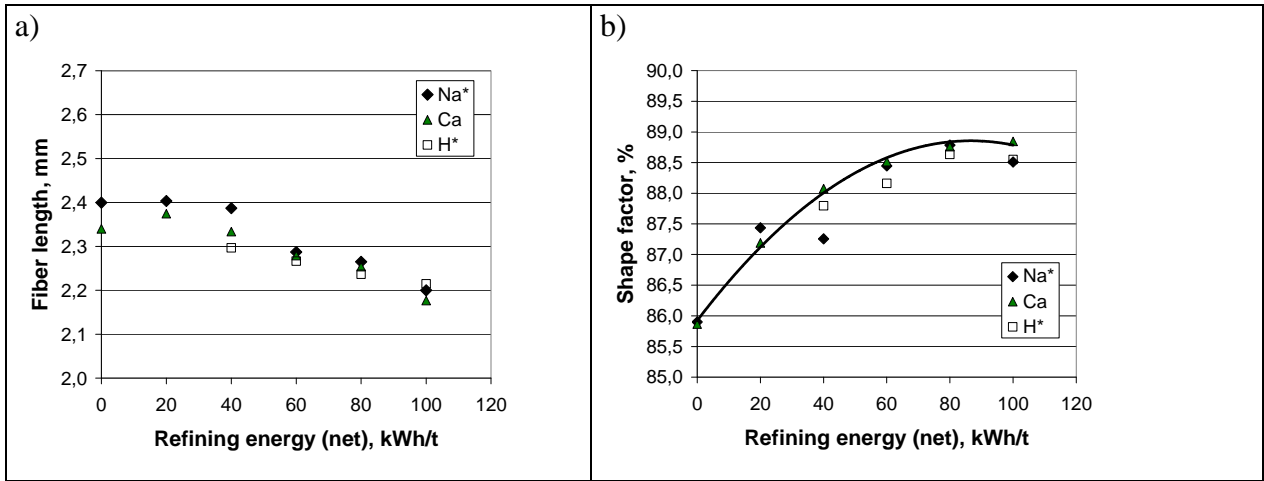 a)
2,7
2,6
2,5
2,4
2,3
2,2
2,1
2,0
0 20 40 60 80 100 120
Fiber length, mm
Refining energy (net), kWh/t
Na*
Ca
H*
b)
90,0
89,5
89,0
88,5
88,0
87,5
87,0
86,5
86,0
85,5
85,0
0 20 40 60 80 100 120
Shape factor, %
Refining energy (net), kWh/t
Na*
Ca
H*